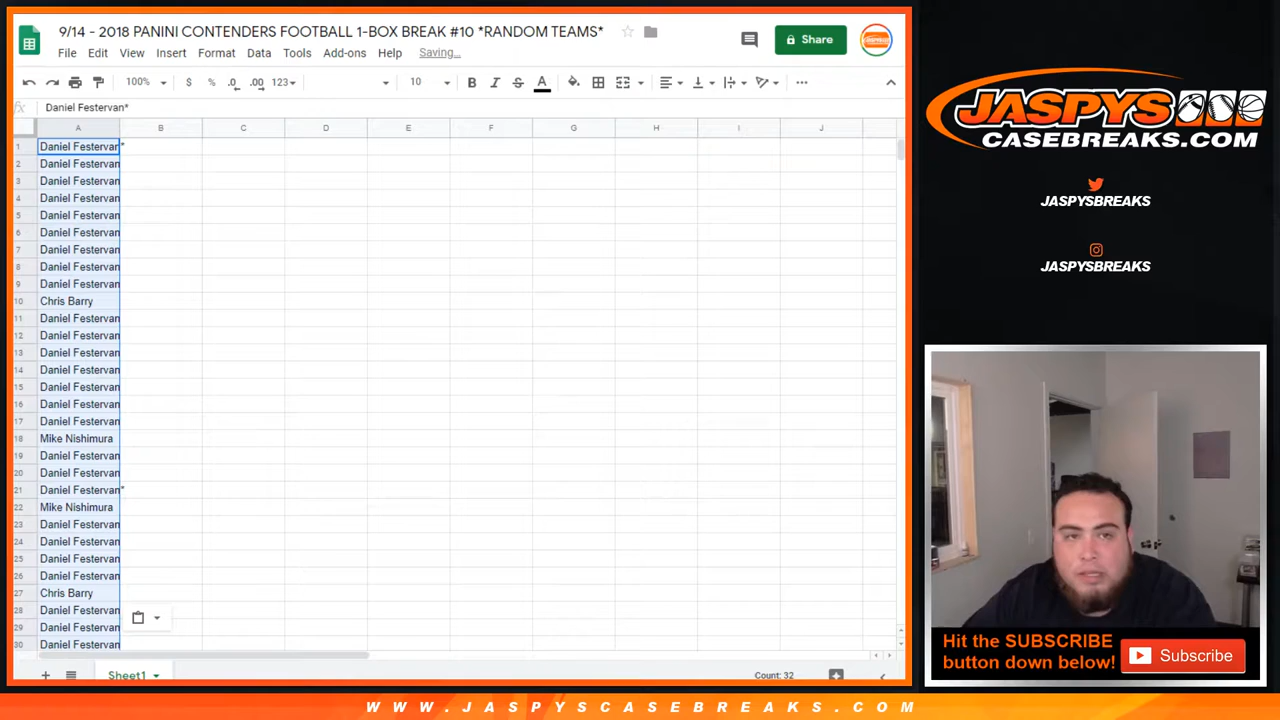 9/14 - 2018 PANINI CONTENDERS FOOTBALL 1-BOX BREAK #10 *RANDOM TEAMS*
File Edit View Insert Format Data Tools Add-ons Help Saving...
Share
100% $ % .0 .00 123 10 B I S A
fx Daniel Festervan*
A B C D E F G H I J
1 Daniel Festervan*
2 Daniel Festervan
3 Daniel Festervan
4 Daniel Festervan
5 Daniel Festervan
6 Daniel Festervan
7 Daniel Festervan
8 Daniel Festervan
9 Daniel Festervan
10 Chris Barry
11 Daniel Festervan
12 Daniel Festervan
13 Daniel Festervan
14 Daniel Festervan
15 Daniel Festervan
16 Daniel Festervan
17 Daniel Festervan
18 Mike Nishimura
19 Daniel Festervan
20 Daniel Festervan
21 Daniel Festervan*
22 Mike Nishimura
23 Daniel Festervan
24 Daniel Festervan
25 Daniel Festervan
26 Daniel Festervan
27 Chris Barry
28 Daniel Festervan
29 Daniel Festervan
30 Daniel Festervan
Sheet1
Count: 32
JASPYS
CASEBREAKS.COM
JASPYSBREAKS
JASPYSBREAKS
Hit the SUBSCRIBE
button down below!
Subscribe
WWW.JASPYSCASEBREAKS.COM